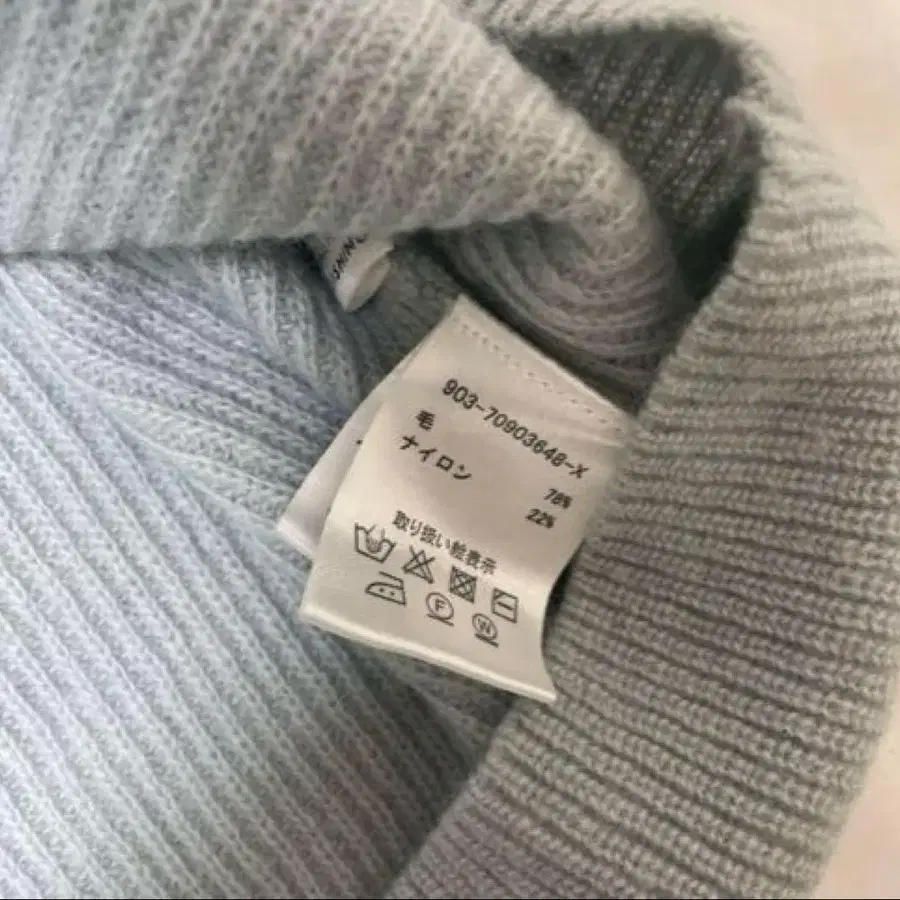 903-70903648-X
毛 78%
ナイロン 22%
取り扱い絵表示
F
W